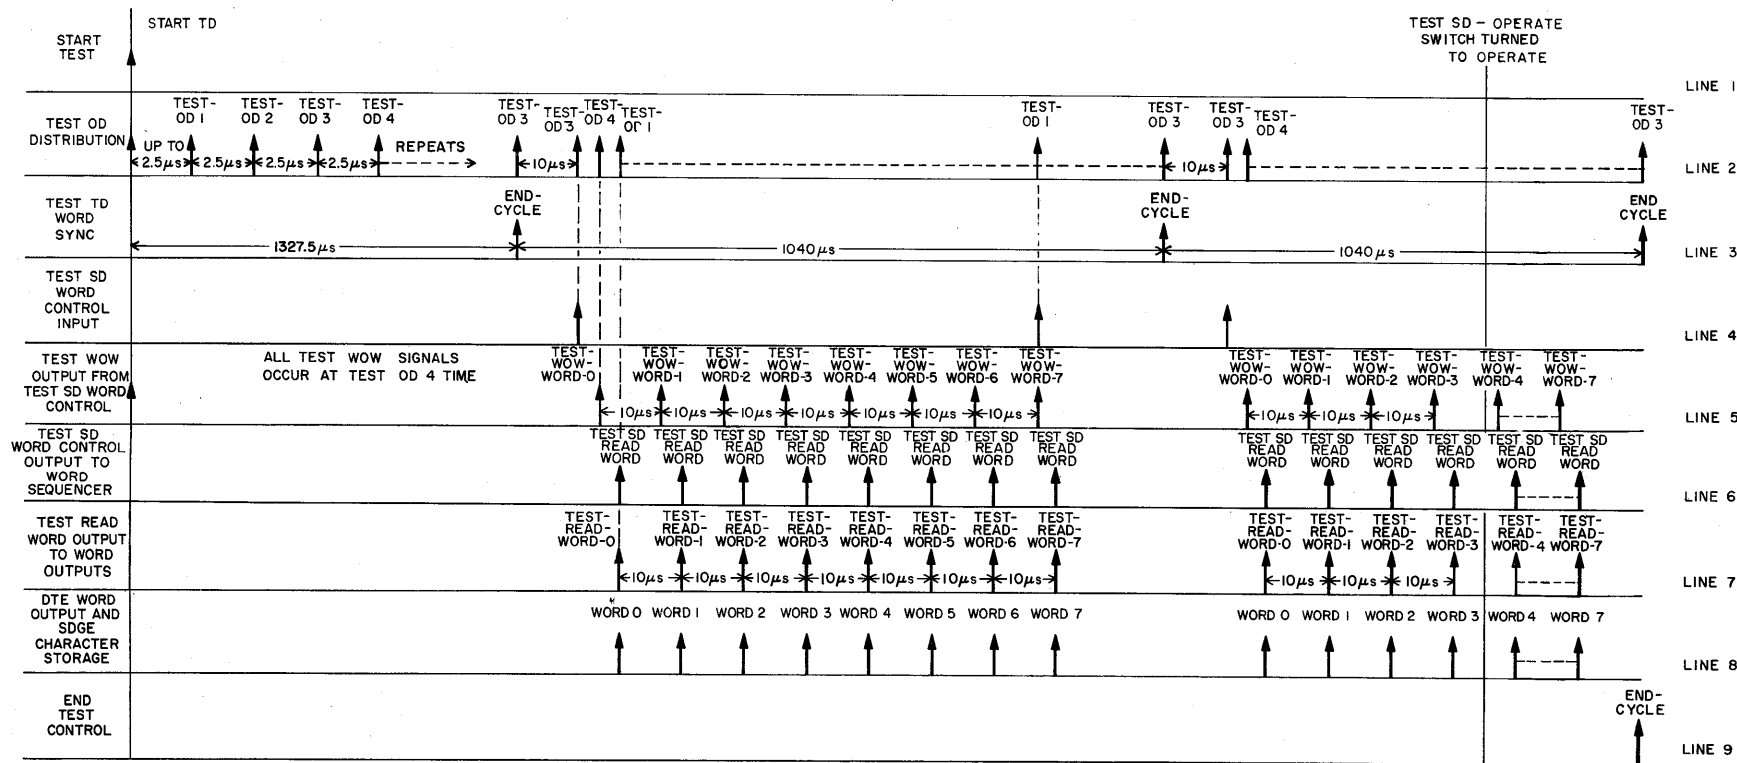 START TD
TEST SD - OPERATE
SWITCH TURNED
TO OPERATE
START
TEST
LINE 1
TEST OD
DISTRIBUTION
TEST-
OD 1
TEST-
OD 2
TEST-
OD 3
TEST-
OD 4
TEST-
OD 3
TEST-
OD 3
TEST-
OD 4
TEST-
OD 1
TEST-
OD 1
TEST-
OD 3
TEST-
OD 3
TEST-
OD 4
TEST-
OD 3
UP TO
2.5µs 2.5µs 2.5µs 2.5µs
REPEATS
10µs
10µs
LINE 2
TEST TD
WORD
SYNC
END-
CYCLE
END-
CYCLE
END
CYCLE
1327.5µs
1040µs
1040µs
LINE 3
TEST SD
WORD
CONTROL
INPUT
LINE 4
TEST WOW
OUTPUT FROM
TEST SD WORD
CONTROL
ALL TEST WOW SIGNALS
OCCUR AT TEST OD 4 TIME
TEST-
WOW-
WORD-0
TEST-
WOW-
WORD-1
TEST-
WOW-
WORD-2
TEST-
WOW-
WORD-3
TEST-
WOW-
WORD-4
TEST-
WOW-
WORD-5
TEST-
WOW-
WORD-6
TEST-
WOW-
WORD-7
TEST-
WOW-
WORD-0
TEST-
WOW-
WORD-1
TEST-
WOW-
WORD-2
TEST-
WOW-
WORD-3
TEST-
WOW-
WORD-4
TEST-
WOW-
WORD-7
10µs 10µs 10µs 10µs 10µs 10µs 10µs
10µs 10µs 10µs
LINE 5
TEST SD
WORD CONTROL
OUTPUT TO
WORD
SEQUENCER
TEST SD
READ
WORD
TEST SD
READ
WORD
TEST SD
READ
WORD
TEST SD
READ
WORD
TEST SD
READ
WORD
TEST SD
READ
WORD
TEST SD
READ
WORD
TEST SD
READ
WORD
TEST SD
READ
WORD
TEST SD
READ
WORD
TEST SD
READ
WORD
TEST SD
READ
WORD
TEST SD
READ
WORD
TEST SD
READ
WORD
LINE 6
TEST READ
WORD OUTPUT
TO WORD
OUTPUTS
TEST-
READ-
WORD-0
TEST-
READ-
WORD-1
TEST-
READ-
WORD-2
TEST-
READ-
WORD-3
TEST-
READ-
WORD-4
TEST-
READ-
WORD-5
TEST-
READ-
WORD-6
TEST-
READ-
WORD-7
TEST-
READ-
WORD-0
TEST-
READ-
WORD-1
TEST-
READ-
WORD-2
TEST-
READ-
WORD-3
TEST-
READ-
WORD-4
TEST-
READ-
WORD-7
10µs 10µs 10µs 10µs 10µs 10µs 10µs
10µs 10µs 10µs
LINE 7
DTE WORD
OUTPUT AND
SDGE
CHARACTER
STORAGE
WORD 0 WORD 1 WORD 2 WORD 3 WORD 4 WORD 5 WORD 6 WORD 7
WORD 0 WORD 1 WORD 2 WORD 3 WORD 4 WORD 7
LINE 8
END
TEST
CONTROL
END-
CYCLE
LINE 9